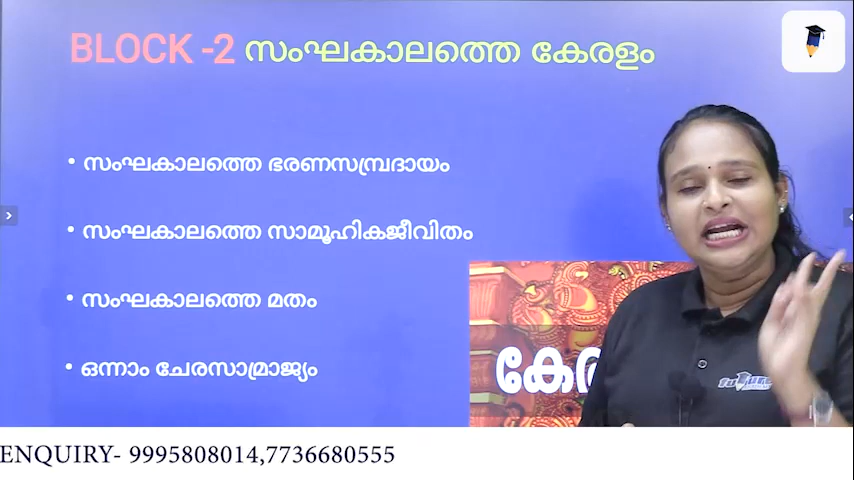 BLOCK -2 സംഘകാലത്തെ കേരളം
• സംഘകാലത്തെ ഭരണസമ്പ്രദായം
• സംഘകാലത്തെ സാമൂഹികജീവിതം
• സംഘകാലത്തെ മതം
• ഒന്നാം ചേരസാമ്രാജ്യം
ENQUIRY- 9995808014,7736680555